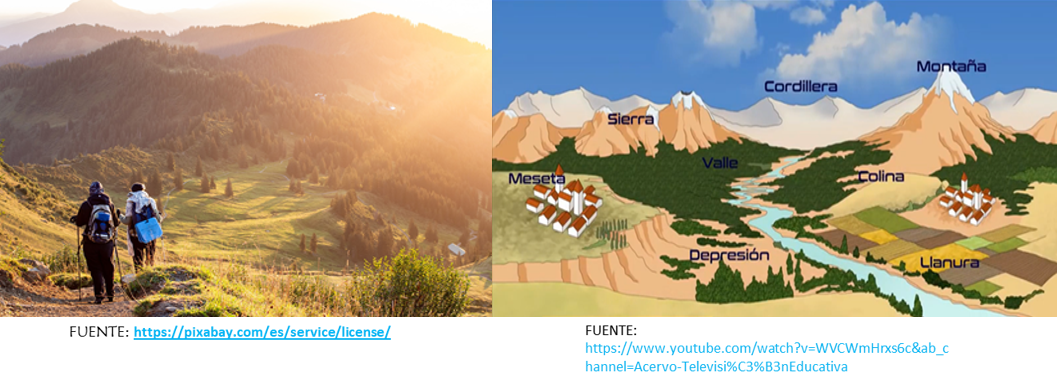 Montaña
Cordillera
Sierra
Valle
Meseta
Colina
Depresión
Llanura
FUENTE: https://pixabay.com/es/service/license/
FUENTE:
https://www.youtube.com/watch?v=WVCWmHrxs6c&ab_c
hannel=Acervo-Televisi%C3%B3nEducativa